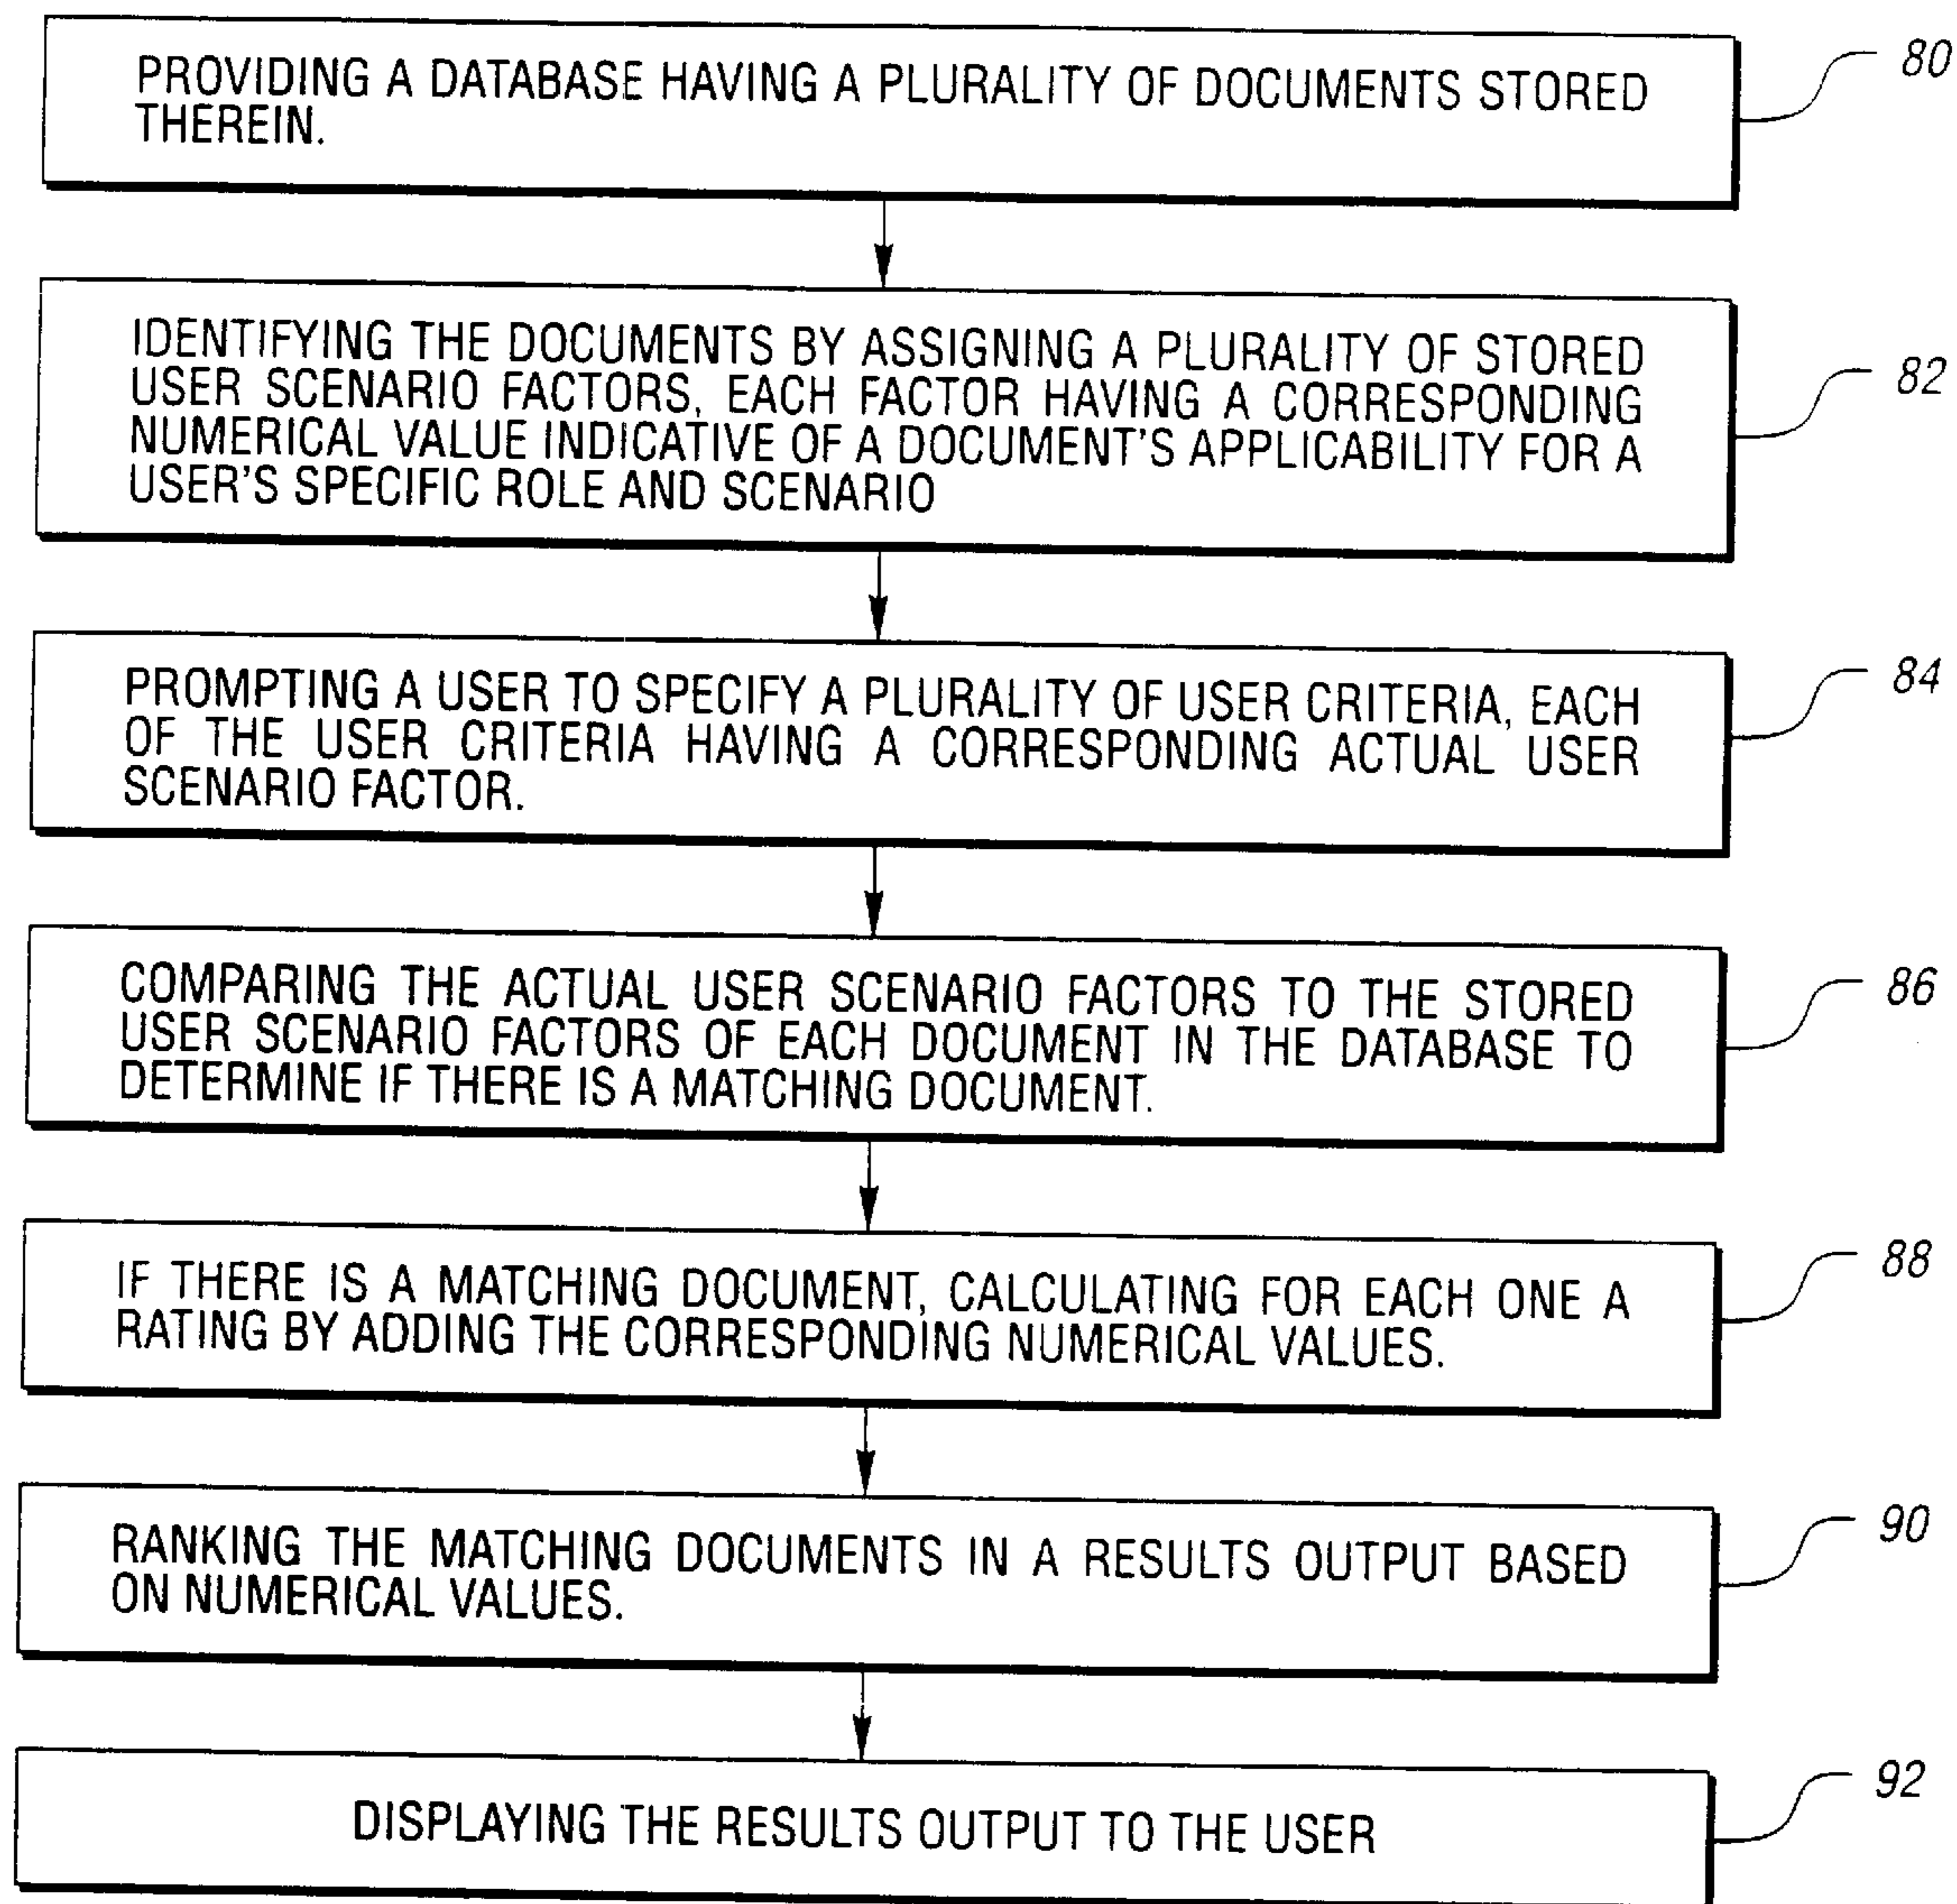 PROVIDING A DATABASE HAVING A PLURALITY OF DOCUMENTS STORED
THEREIN.
80
IDENTIFYING THE DOCUMENTS BY ASSIGNING A PLURALITY OF STORED
USER SCENARIO FACTORS, EACH FACTOR HAVING A CORRESPONDING
NUMERICAL VALUE INDICATIVE OF A DOCUMENT'S APPLICABILITY FOR A
USER'S SPECIFIC ROLE AND SCENARIO
82
PROMPTING A USER TO SPECIFY A PLURALITY OF USER CRITERIA, EACH
OF THE USER CRITERIA HAVING A CORRESPONDING ACTUAL USER
SCENARIO FACTOR.
84
COMPARING THE ACTUAL USER SCENARIO FACTORS TO THE STORED
USER SCENARIO FACTORS OF EACH DOCUMENT IN THE DATABASE TO
DETERMINE IF THERE IS A MATCHING DOCUMENT.
86
IF THERE IS A MATCHING DOCUMENT, CALCULATING FOR EACH ONE A
RATING BY ADDING THE CORRESPONDING NUMERICAL VALUES.
88
RANKING THE MATCHING DOCUMENTS IN A RESULTS OUTPUT BASED
ON NUMERICAL VALUES.
90
DISPLAYING THE RESULTS OUTPUT TO THE USER
92